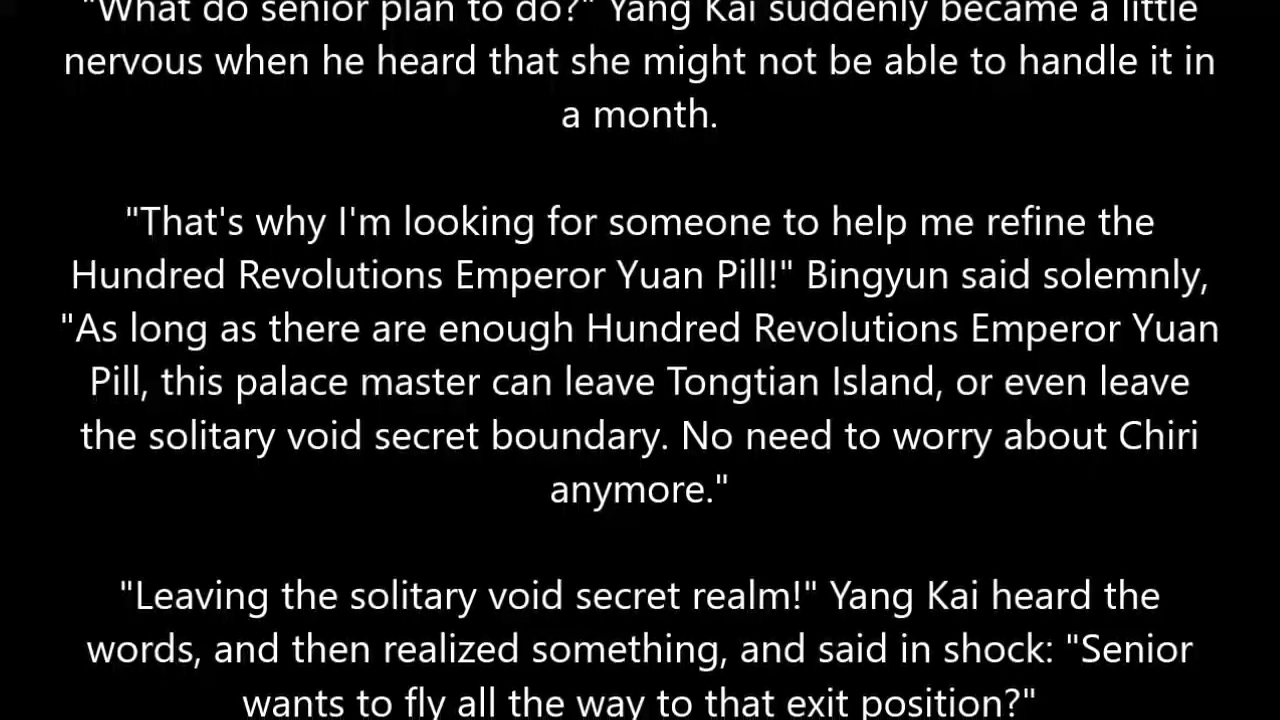 "What do senior plan to do?" Yang Kai suddenly became a little
nervous when he heard that she might not be able to handle it in
a month.
"That's why I'm looking for someone to help me refine the
Hundred Revolutions Emperor Yuan Pill!" Bingyun said solemnly,
"As long as there are enough Hundred Revolutions Emperor Yuan
Pill, this palace master can leave Tongtian Island, or even leave
the solitary void secret boundary. No need to worry about Chiri
anymore."
"Leaving the solitary void secret realm!" Yang Kai heard the
words, and then realized something, and said in shock: "Senior
wants to fly all the way to that exit position?"